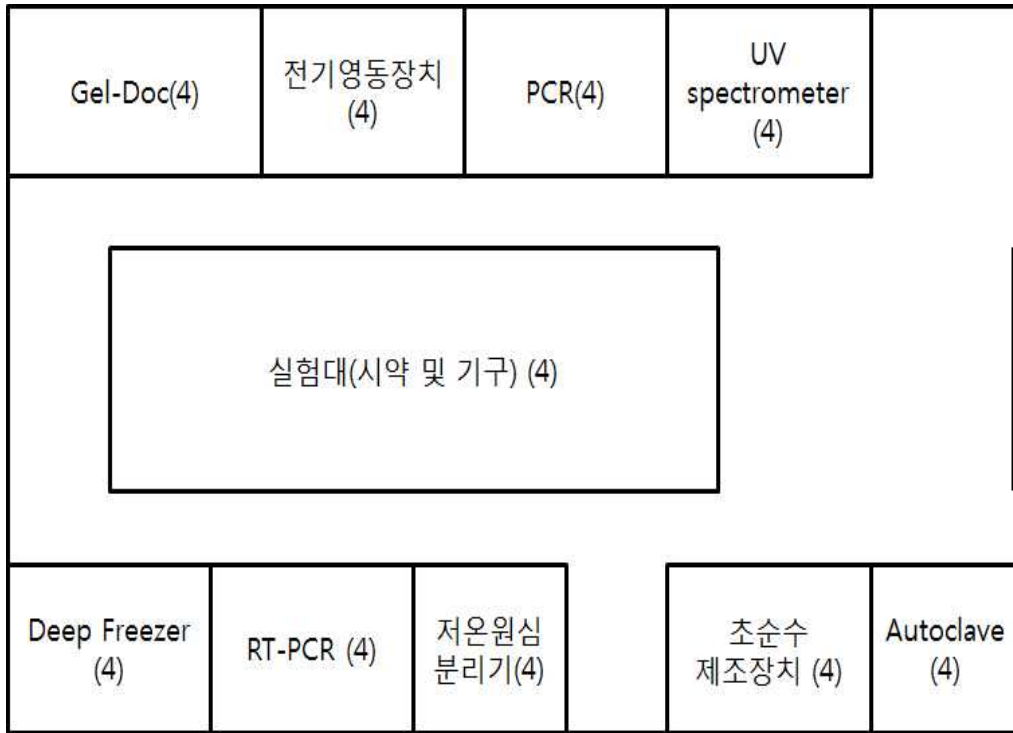 Gel-Doc(4)
전기영동장치
(4)
PCR(4)
UV
spectrometer
(4)
실험대(시약 및 기구) (4)
Deep Freezer
(4)
RT-PCR (4)
저온원심
분리기(4)
초순수
제조장치 (4)
Autoclave
(4)